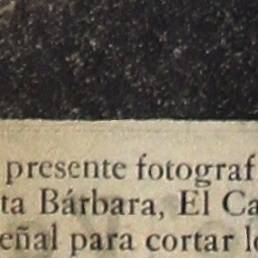 presente fotograf
ta Bárbara, El Ca
eñal para cortar l